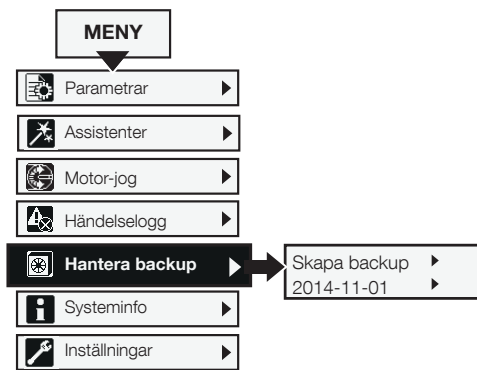 MENY
Parametrar
Assistenter
Motor-jog
Händelselogg
Hantera backup
Skapa backup
2014-11-01
Systeminfo
Inställningar